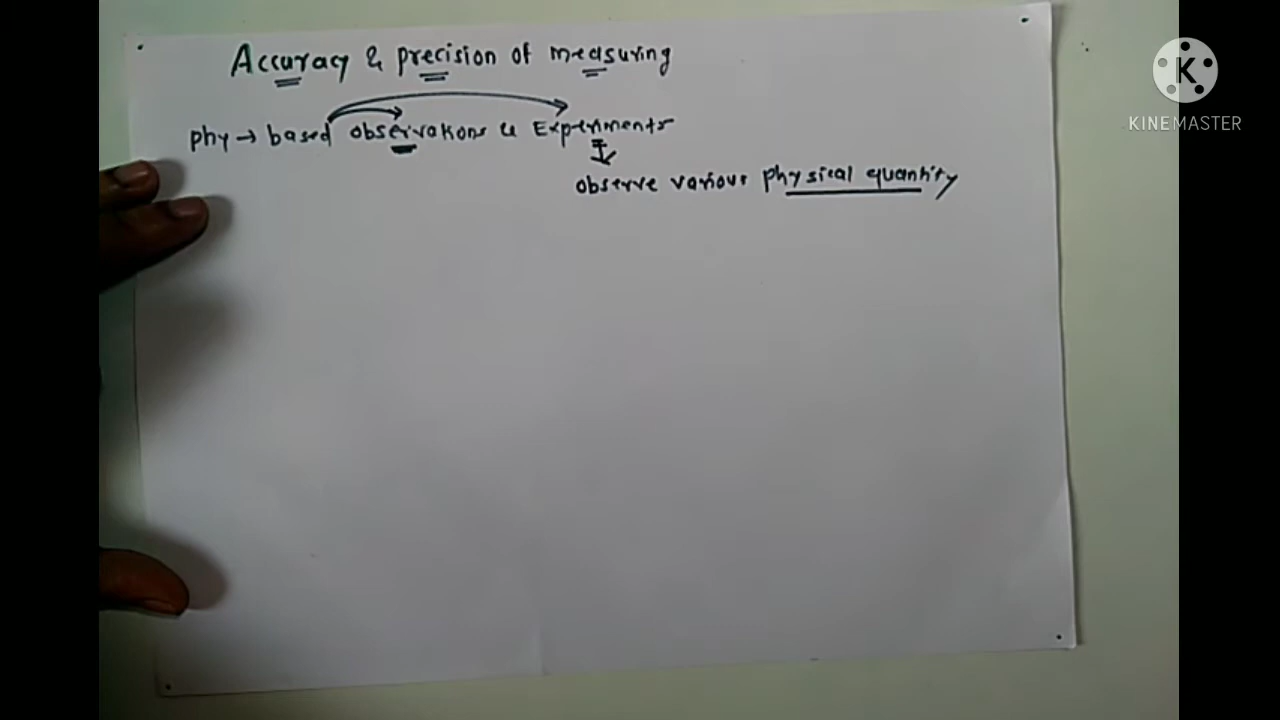 Accuracy & precision of measuring
phy → based observations & Experiments
observe various physical quantity
K
KINEMASTER